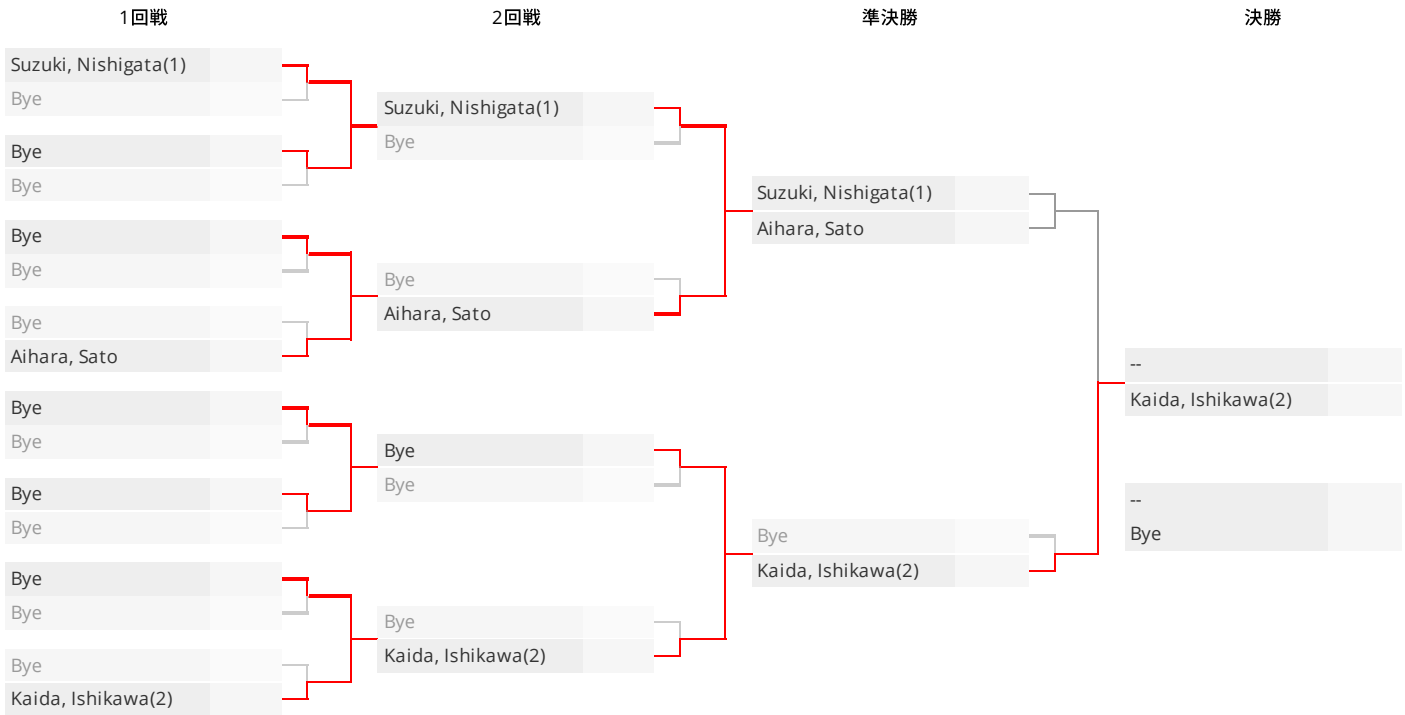 1回戦
2回戦
準決勝
決勝
Suzuki, Nishigata(1)
Bye
Bye
Bye
Bye
Bye
Bye
Aihara, Sato
Bye
Bye
Bye
Bye
Bye
Bye
Bye
Kaida, Ishikawa(2)
Suzuki, Nishigata(1)
Bye
Bye
Aihara, Sato
Bye
Bye
Bye
Kaida, Ishikawa(2)
Suzuki, Nishigata(1)
Aihara, Sato
Bye
Kaida, Ishikawa(2)
--
Kaida, Ishikawa(2)
--
Bye